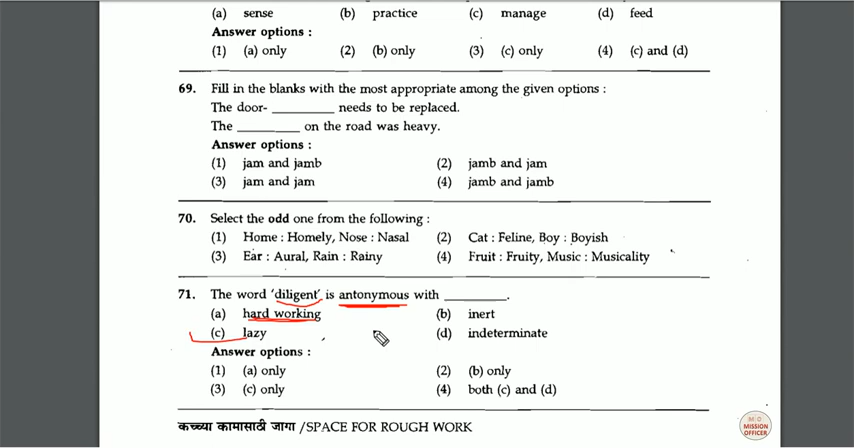 (a) sense (b) practice (c) manage (d) feed
Answer options :
(1) (a) only (2) (b) only (3) (c) only (4) (c) and (d)
69. Fill in the blanks with the most appropriate among the given options :
The door- ________ needs to be replaced.
The ________ on the road was heavy.
Answer options :
(1) jam and jamb (2) jamb and jam
(3) jam and jam (4) jamb and jamb
70. Select the odd one from the following :
(1) Home : Homely, Nose : Nasal (2) Cat : Feline, Boy : Boyish
(3) Ear : Aural, Rain : Rainy (4) Fruit : Fruity, Music : Musicality
71. The word 'diligent' is antonymous with ________.
(a) hard working (b) inert
(c) lazy (d) indeterminate
Answer options :
(1) (a) only (2) (b) only
(3) (c) only (4) both (c) and (d)
कच्च्या कामासाठी जागा /SPACE FOR ROUGH WORK
M D
MISSION
OFFICER